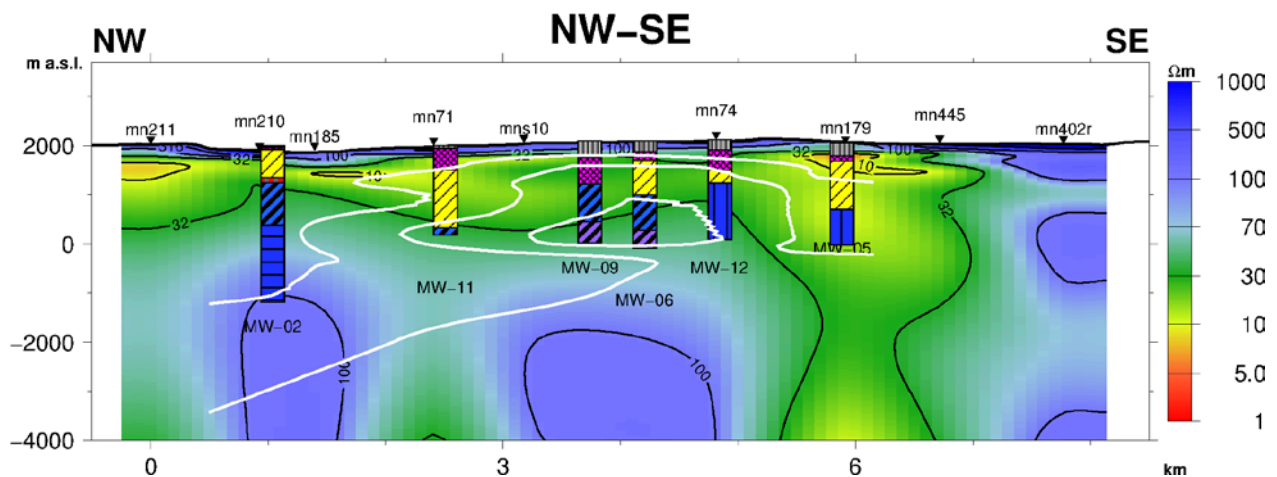 NW NW–SE SE
m a.s.l. Ωm
mn211 mn210 mn185 mn71 mns10 mn74 mn179 mn445 mn402r
2000
0
−2000
−4000
316 32 100 32 100 32 100
10 10
32 32
MW−09 MW−12 MW−05
MW−11 MW−06
MW−02
100 100
0 3 6 km
1000
500
100
70
30
10
5.0
1